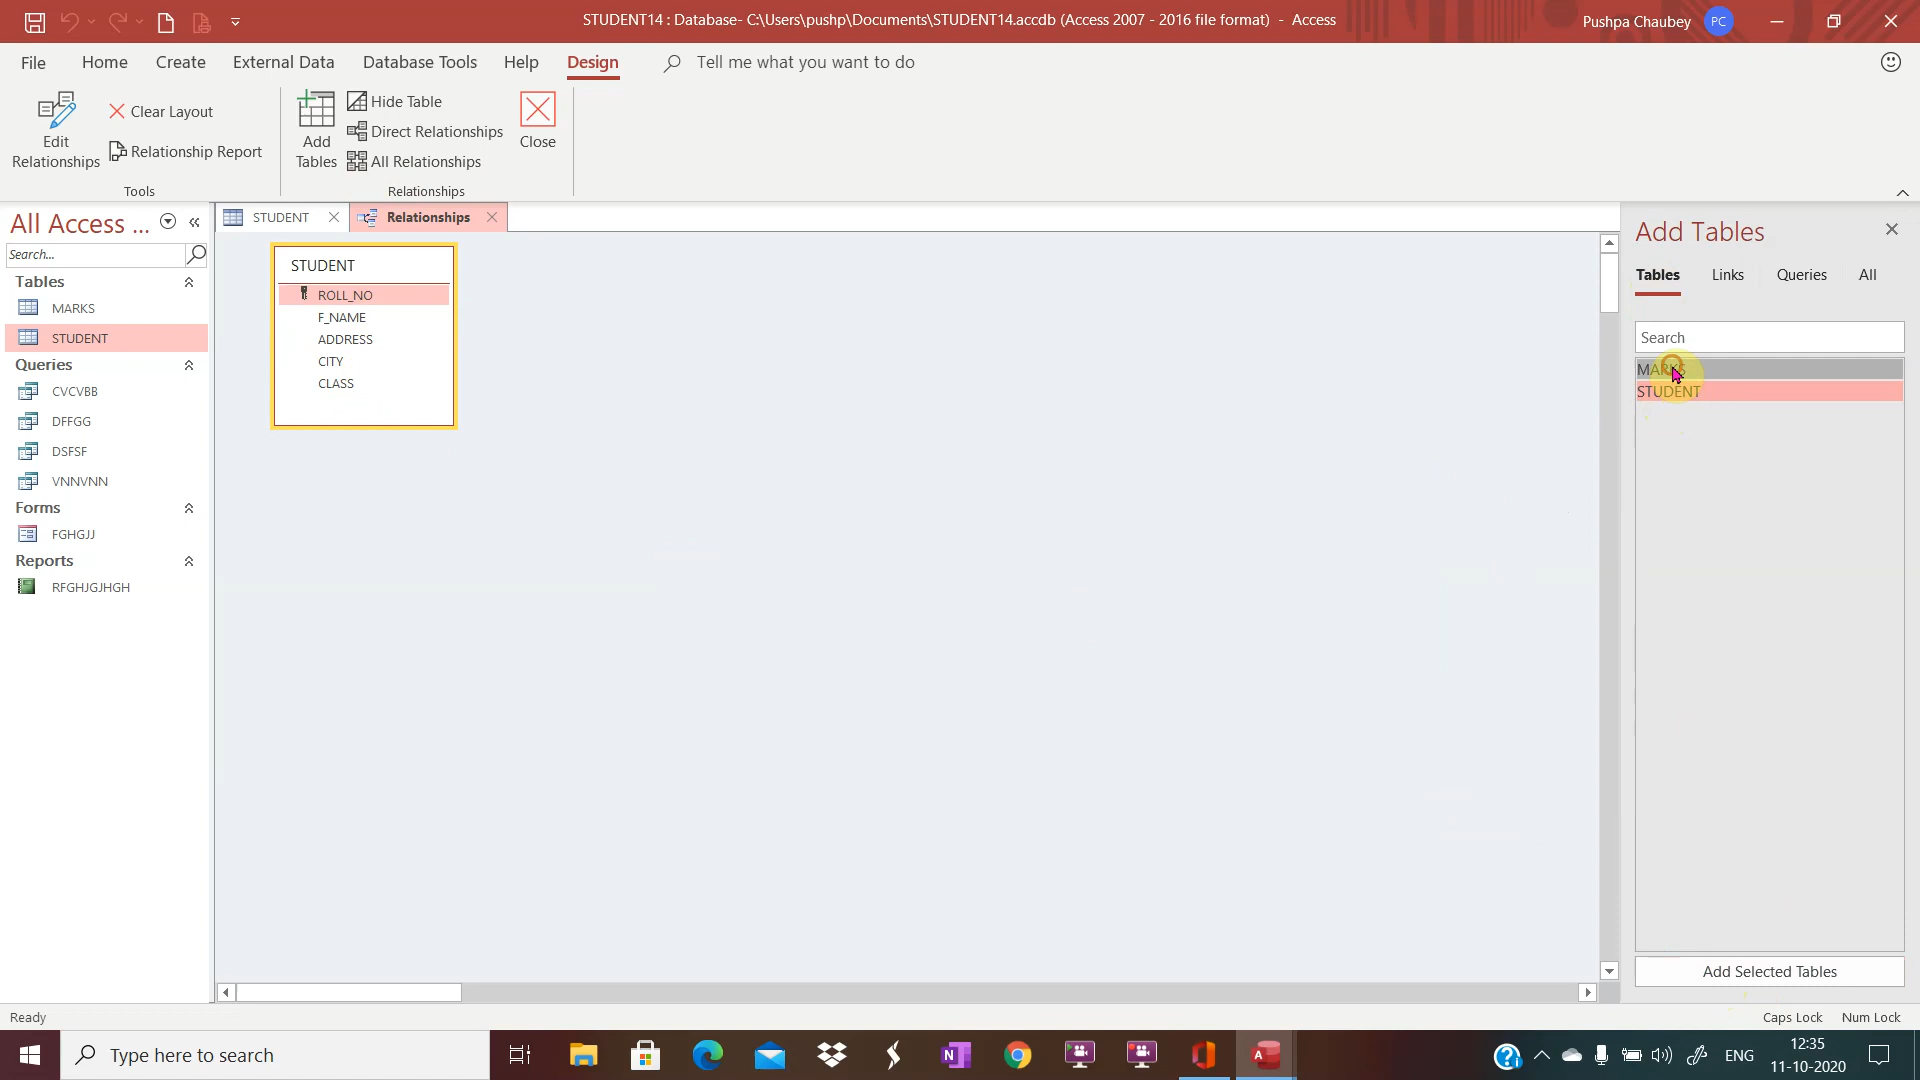 STUDENT14 : Database- C:\Users\pushp\Documents\STUDENT14.accdb (Access 2007 - 2016 file format) - Access
Pushpa Chaubey PC
File Home Create External Data Database Tools Help Design Tell me what you want to do
Edit Relationships
Clear Layout
Relationship Report
Tools
Add Tables
Hide Table
Direct Relationships
All Relationships
Close
Relationships
All Access ...
Search...
Tables
MARKS
STUDENT
Queries
CVCVBB
DFFGG
DSFSF
VNNVNN
Forms
FGHGJJ
Reports
RFGHJGJHGH
STUDENT
Relationships
STUDENT
ROLL_NO
F_NAME
ADDRESS
CITY
CLASS
Add Tables
Tables Links Queries All
Search
MARKS
STUDENT
Add Selected Tables
Ready
Caps Lock Num Lock
Type here to search
N
A
ENG
12:35
11-10-2020